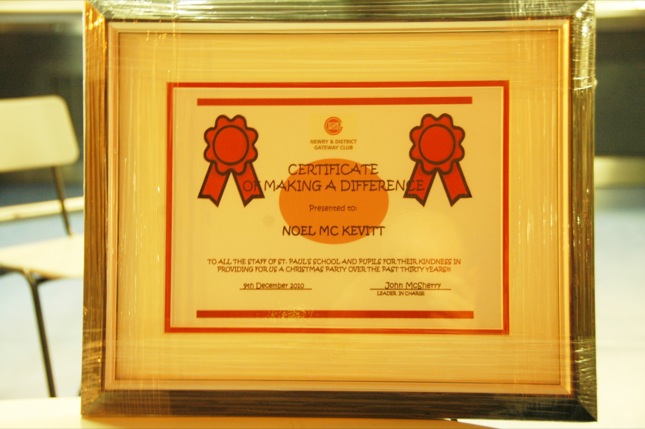 NEWRY & DISTRICT
GATEWAY CLUB
CERTIFICATE
OF MAKING A DIFFERENCE
Presented to:
NOEL MC KEVITT
TO ALL THE STAFF OF ST. PAUL'S SCHOOL AND PUPILS FOR THEIR KINDNESS IN
PROVIDING FOR US A CHRISTMAS PARTY OVER THE PAST THIRTY YEARS!!!
9th December 2010 John McSherry
LEADER IN CHARGE